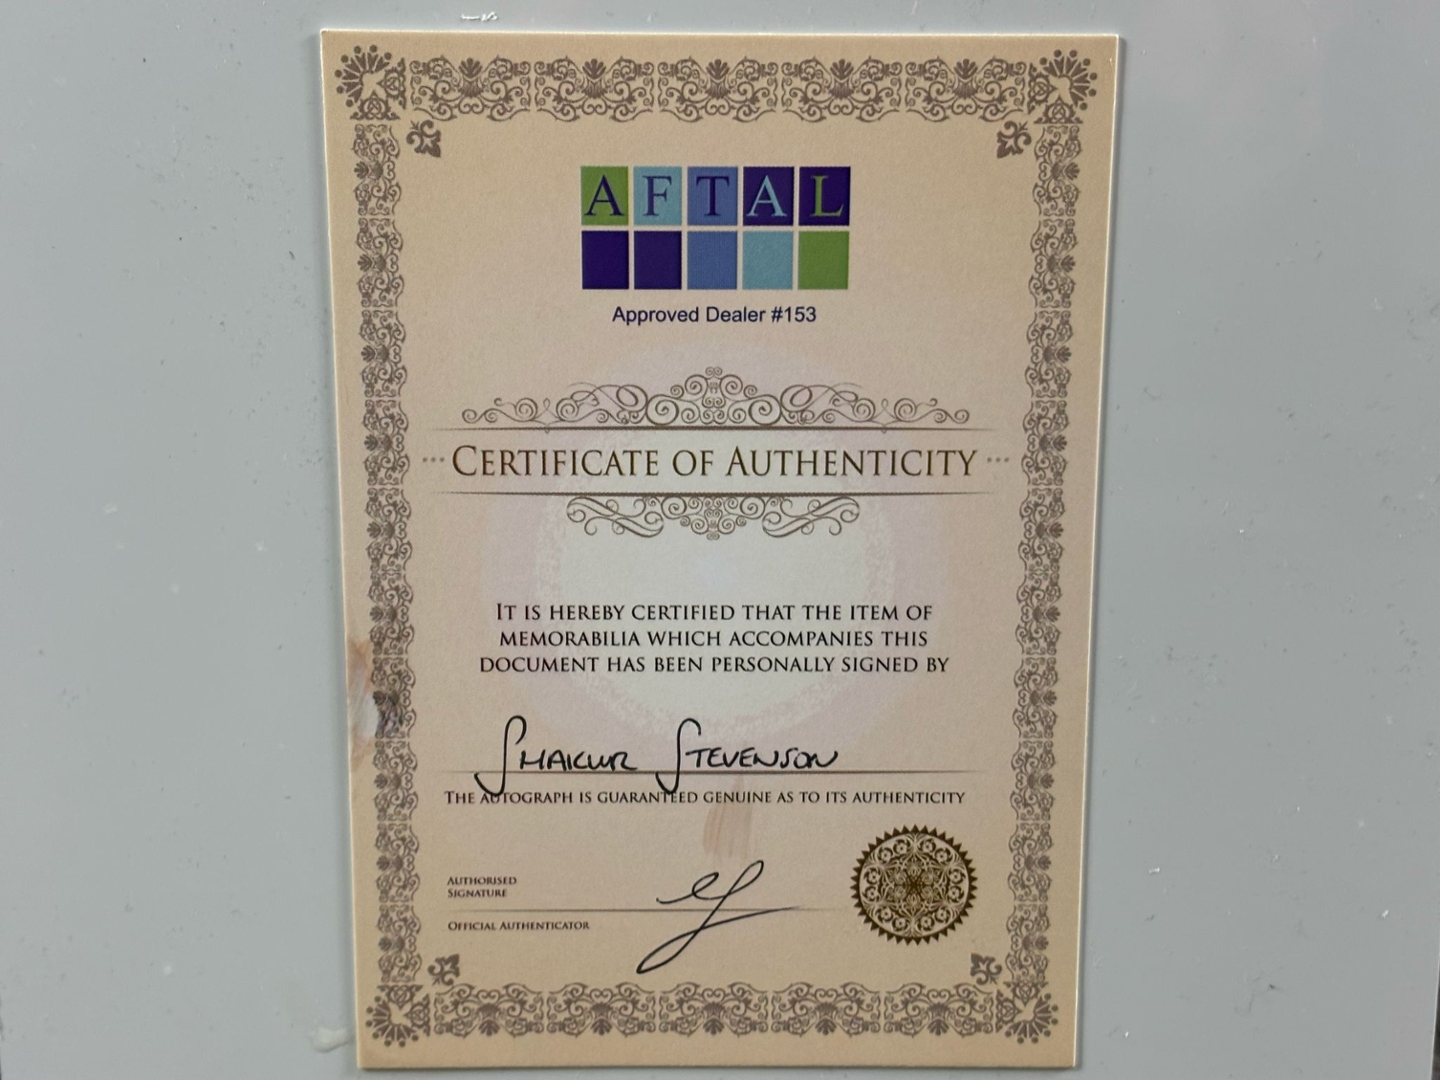 AFTAL
Approved Dealer #153
CERTIFICATE OF AUTHENTICITY
IT IS HEREBY CERTIFIED THAT THE ITEM OF
MEMORABILIA WHICH ACCOMPANIES THIS
DOCUMENT HAS BEEN PERSONALLY SIGNED BY
SHAKUR STEVENSON
THE AUTOGRAPH IS GUARANTEED GENUINE AS TO ITS AUTHENTICITY
AUTHORISED
SIGNATURE
OFFICIAL AUTHENTICATOR